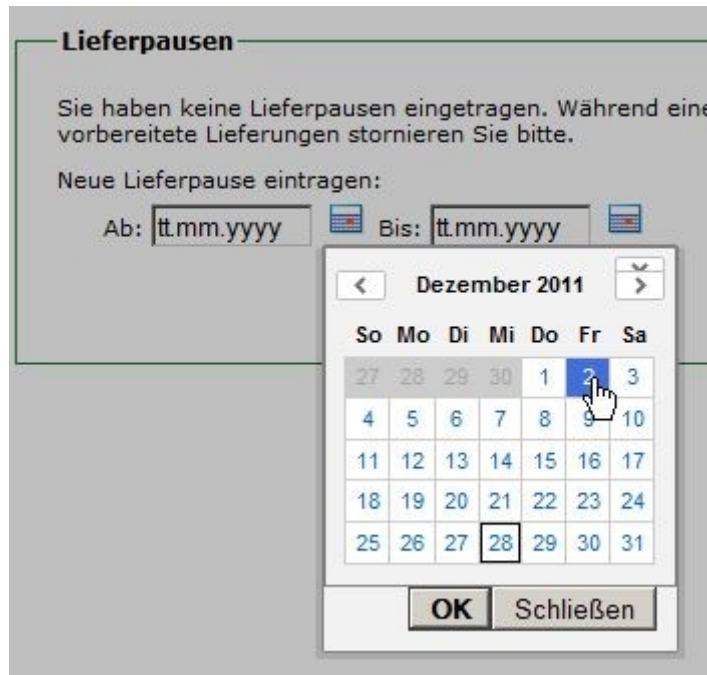 Lieferpausen
Sie haben keine Lieferpausen eingetragen. Während eine
vorbereitete Lieferungen stornieren Sie bitte.
Neue Lieferpause eintragen:
Ab: tt.mm.yyyy Bis: tt.mm.yyyy
Dezember 2011
So Mo Di Mi Do Fr Sa
27 28 29 30 1 2 3
4 5 6 7 8 9 10
11 12 13 14 15 16 17
18 19 20 21 22 23 24
25 26 27 28 29 30 31
OK Schließen